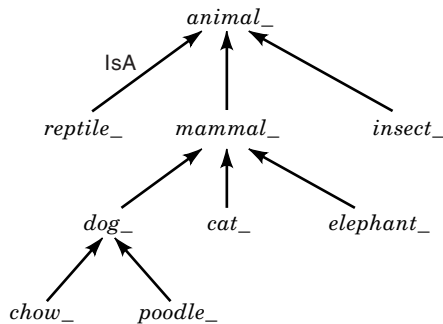 animal_
IsA
reptile_ mammal_ insect_
dog_ cat_ elephant_
chow_ poodle_